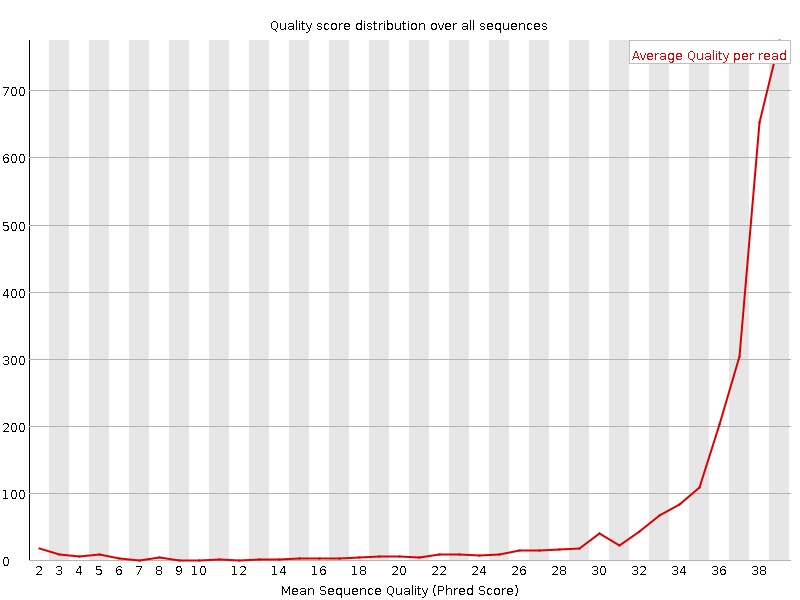 Quality score distribution over all sequences
Average Quality per read
700
600
500
400
300
200
100
0
2 3 4 5 6 7 8 9 10 12 14 16 18 20 22 24 26 28 30 32 34 36 38
Mean Sequence Quality (Phred Score)